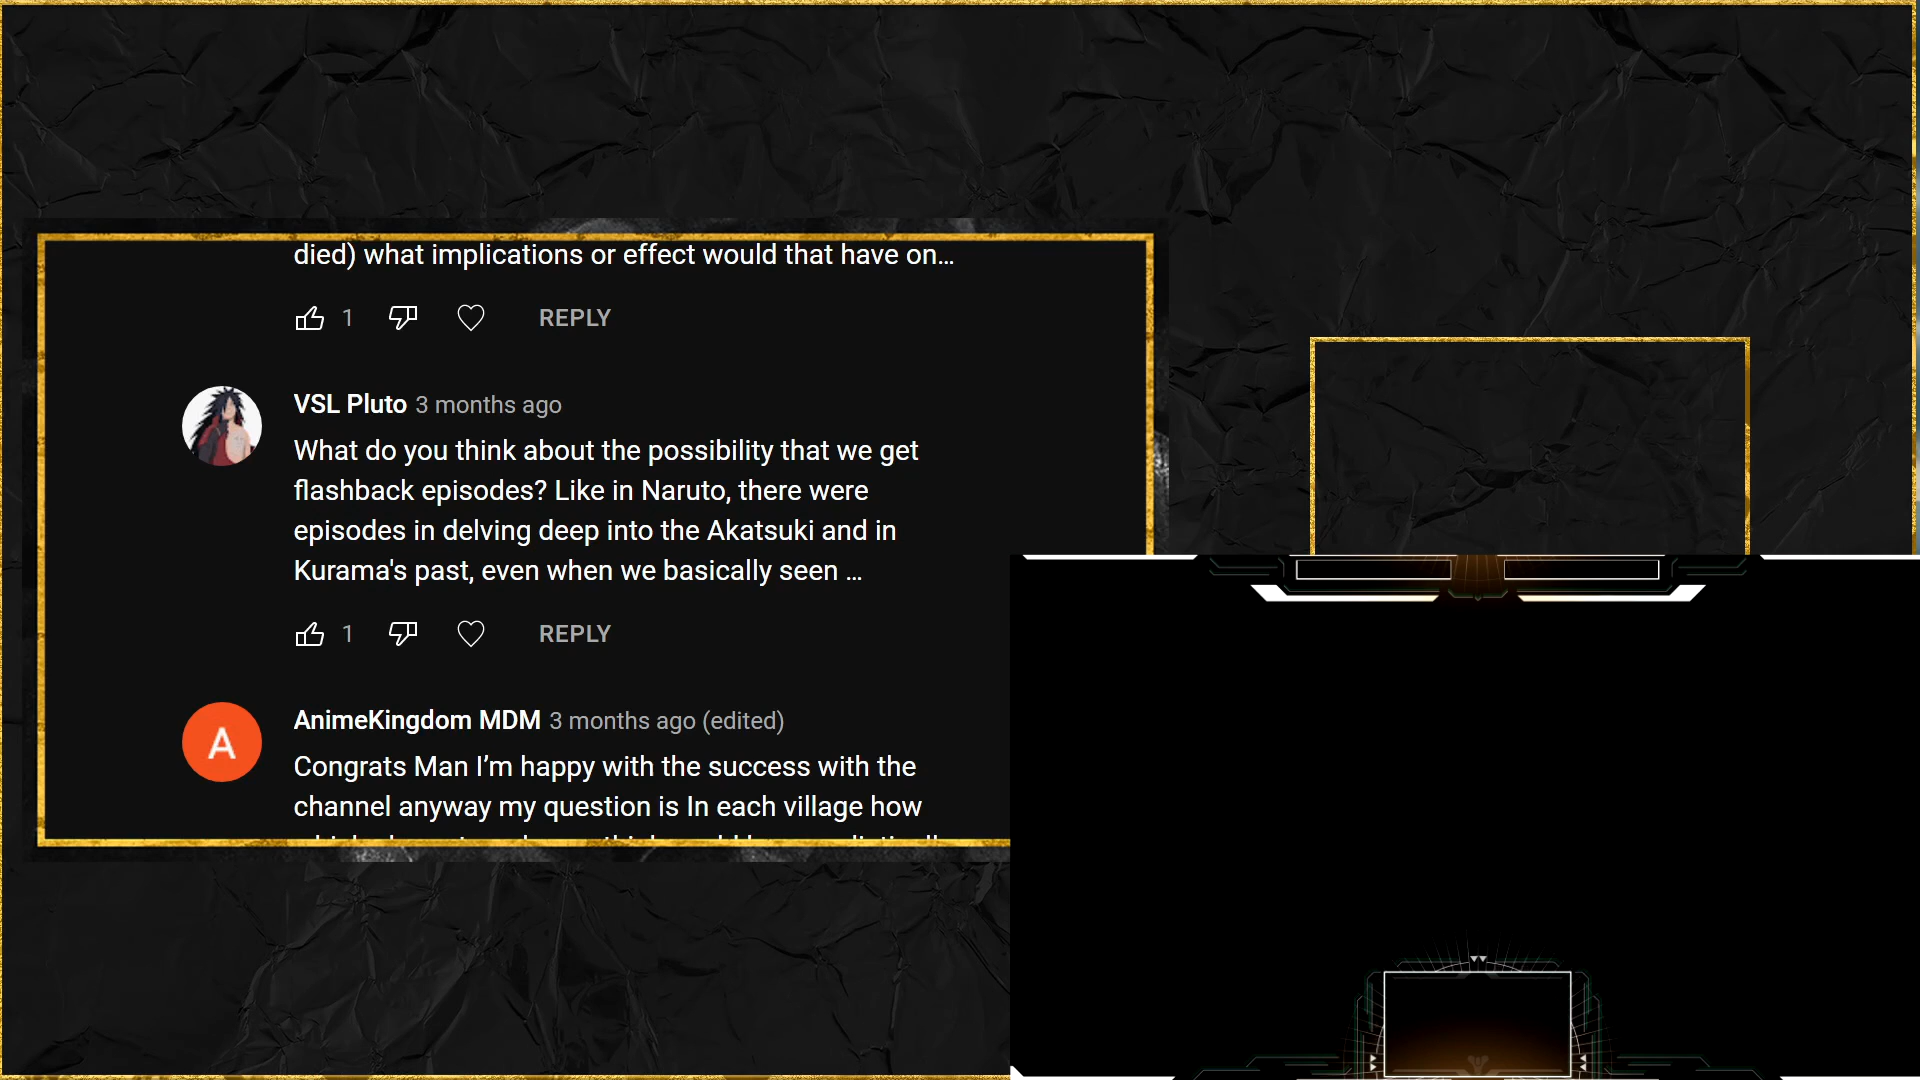 died) what implications or effect would that have on...
1 REPLY
VSL Pluto 3 months ago
What do you think about the possibility that we get
flashback episodes? Like in Naruto, there were
episodes in delving deep into the Akatsuki and in
Kurama's past, even when we basically seen ...
1 REPLY
A
AnimeKingdom MDM 3 months ago (edited)
Congrats Man I’m happy with the success with the
channel anyway my question is In each village how